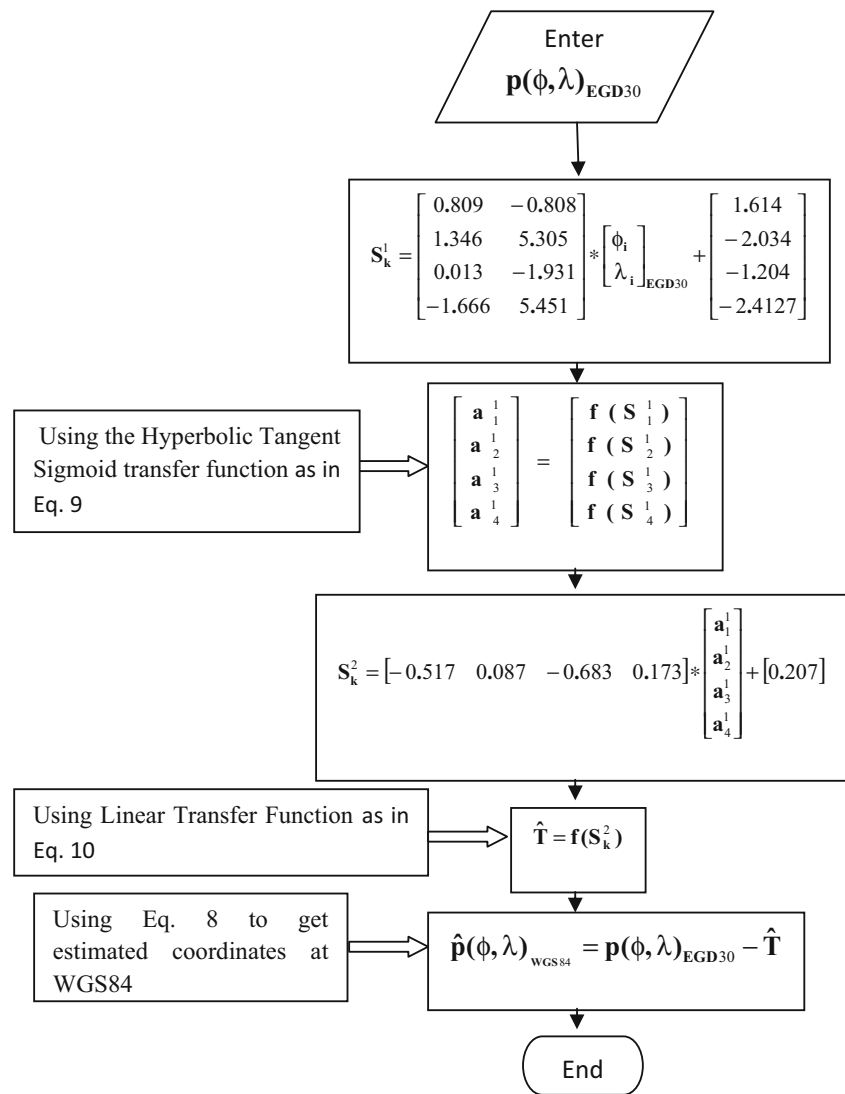 Enter
p(ϕ,λ)EGD30
S¹ₖ = [0.809 −0.808; 1.346 5.305; 0.013 −1.931; −1.666 5.451] * [ϕᵢ; λᵢ]EGD30 + [1.614; −2.034; −1.204; −2.4127]
Using the Hyperbolic Tangent
Sigmoid transfer function as in
Eq. 9
[a¹₁; a¹₂; a¹₃; a¹₄] = [f(S¹₁); f(S¹₂); f(S¹₃); f(S¹₄)]
S²ₖ = [−0.517 0.087 −0.683 0.173] * [a¹₁; a¹₂; a¹₃; a¹₄] + [0.207]
Using Linear Transfer Function as in
Eq. 10
T̂ = f(S²ₖ)
Using Eq. 8 to get
estimated coordinates at
WGS84
p̂(ϕ,λ)WGS84 = p(ϕ,λ)EGD30 − T̂
End